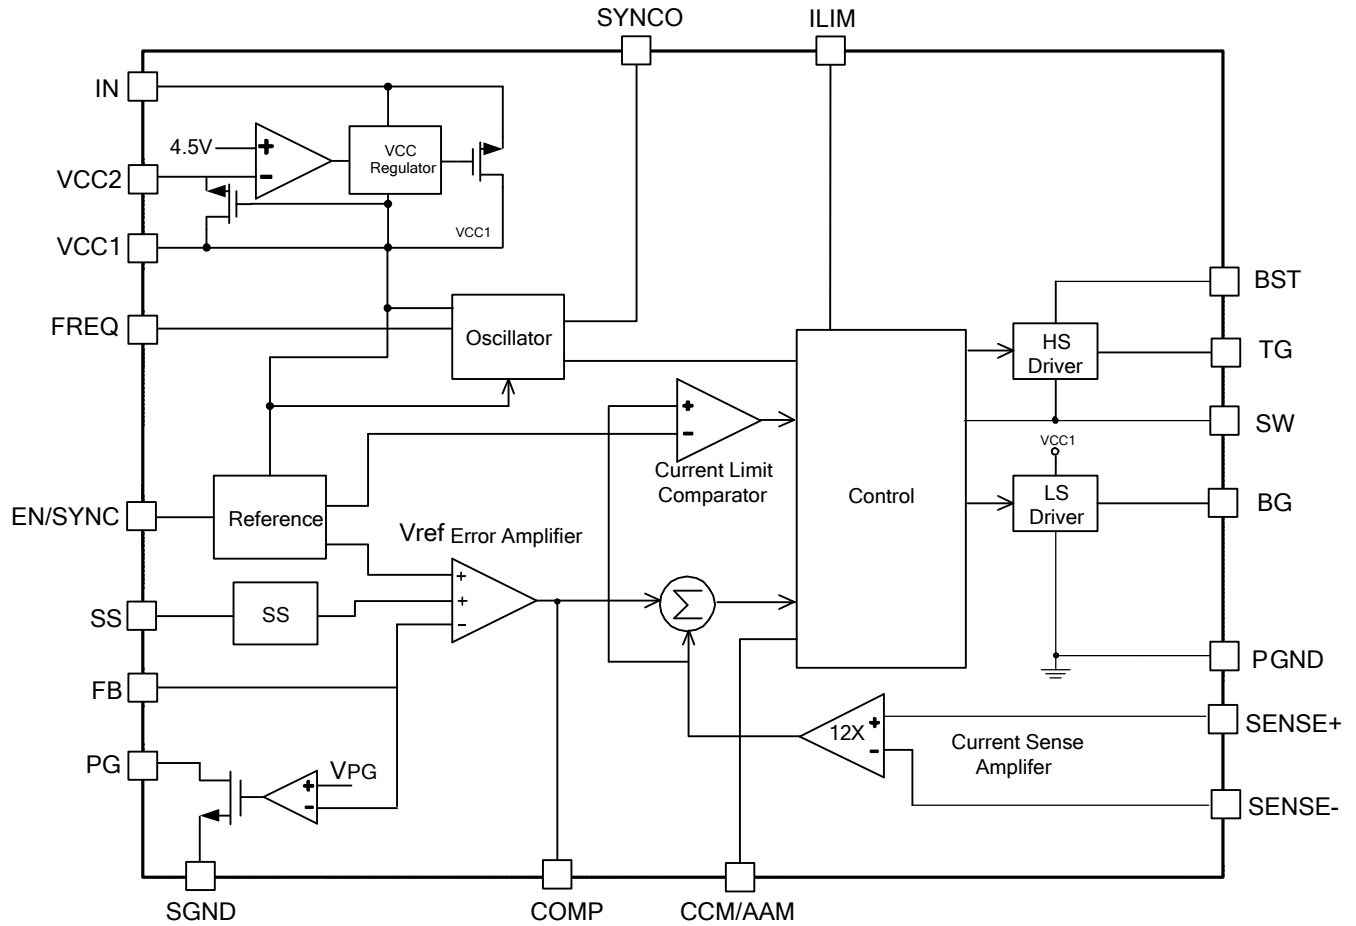 SYNCO
ILIM
IN
4.5V
+
-
VCC
Regulator
VCC2
VCC1
VCC1
FREQ
Oscillator
BST
HS
Driver
TG
SW
+
-
Current Limit
Comparator
Control
VCC1
LS
Driver
BG
EN/SYNC
Reference
Vref Error Amplifier
+
+
-
SS
SS
Σ
FB
PGND
PG
VPG
+
-
12X
+
-
Current Sense
Amplifer
SENSE+
SENSE-
SGND
COMP
CCM/AAM